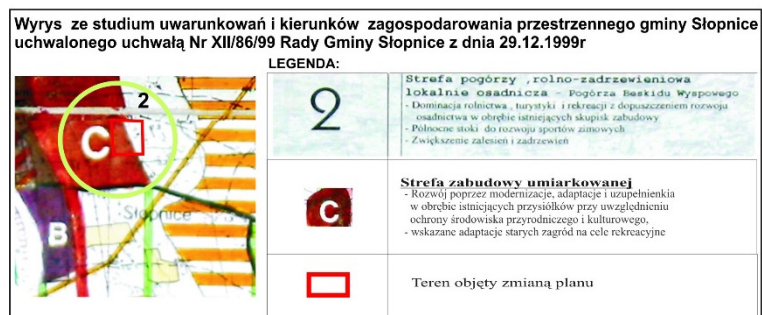 Wyrys ze studium uwarunkowań i kierunków zagospodarowania przestrzennego gminy Słopnice
uchwalonego uchwałą Nr XII/86/99 Rady Gminy Słopnice z dnia 29.12.1999r
LEGENDA:
2
C
Słopnice
B
2
Strefa pogórzy ,rolno-zadrzewieniowa
lokalnie osadnicza - Pogórza Beskidu Wyspowego
- Dominacja rolnictwa , turystyki i rekreacji z dopuszczeniem rozwoju
osadnictwa w obrębie istniejących skupisk zabudowy
- Północne stoki do rozwoju sportów zimowych
- Zwiększenie zalesień i zadrzewień
C
Strefa zabudowy umiarkowanej
- Rozwój poprzez modernizacje, adaptacje i uzupełnienkia
w obrębie istniejących przysiółków przy uwzględnieniu
ochrony środowiska przyrodniczego i kulturowego,
- wskazane adaptacje starych zagród na cele rekreacyjne
Teren objęty zmianą planu